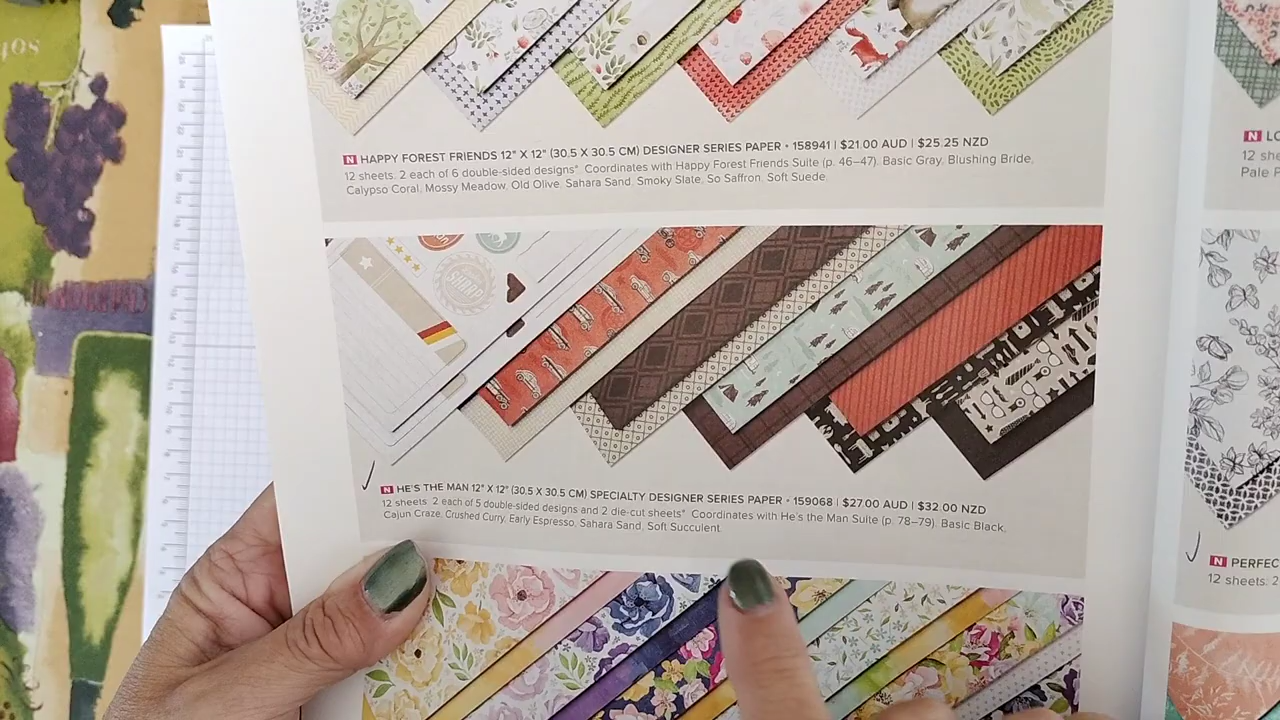 N HAPPY FOREST FRIENDS 12" X 12" (30.5 X 30.5 CM) DESIGNER SERIES PAPER • 158941 | $21.00 AUD | $25.25 NZD
12 sheets: 2 each of 6 double-sided designs* Coordinates with Happy Forest Friends Suite (p. 46–47). Basic Gray, Blushing Bride,
Calypso Coral, Mossy Meadow, Old Olive, Sahara Sand, Smoky Slate, So Saffron, Soft Suede.
N HE'S THE MAN 12" X 12" (30.5 X 30.5 CM) SPECIALTY DESIGNER SERIES PAPER • 159068 | $27.00 AUD | $32.00 NZD
12 sheets: 2 each of 5 double-sided designs and 2 die-cut sheets* Coordinates with He's the Man Suite (p. 78–79). Basic Black,
Cajun Craze, Crushed Curry, Early Espresso, Sahara Sand, Soft Succulent.
N LO
12 she
Pale P
N PERFEC
12 sheets: 2